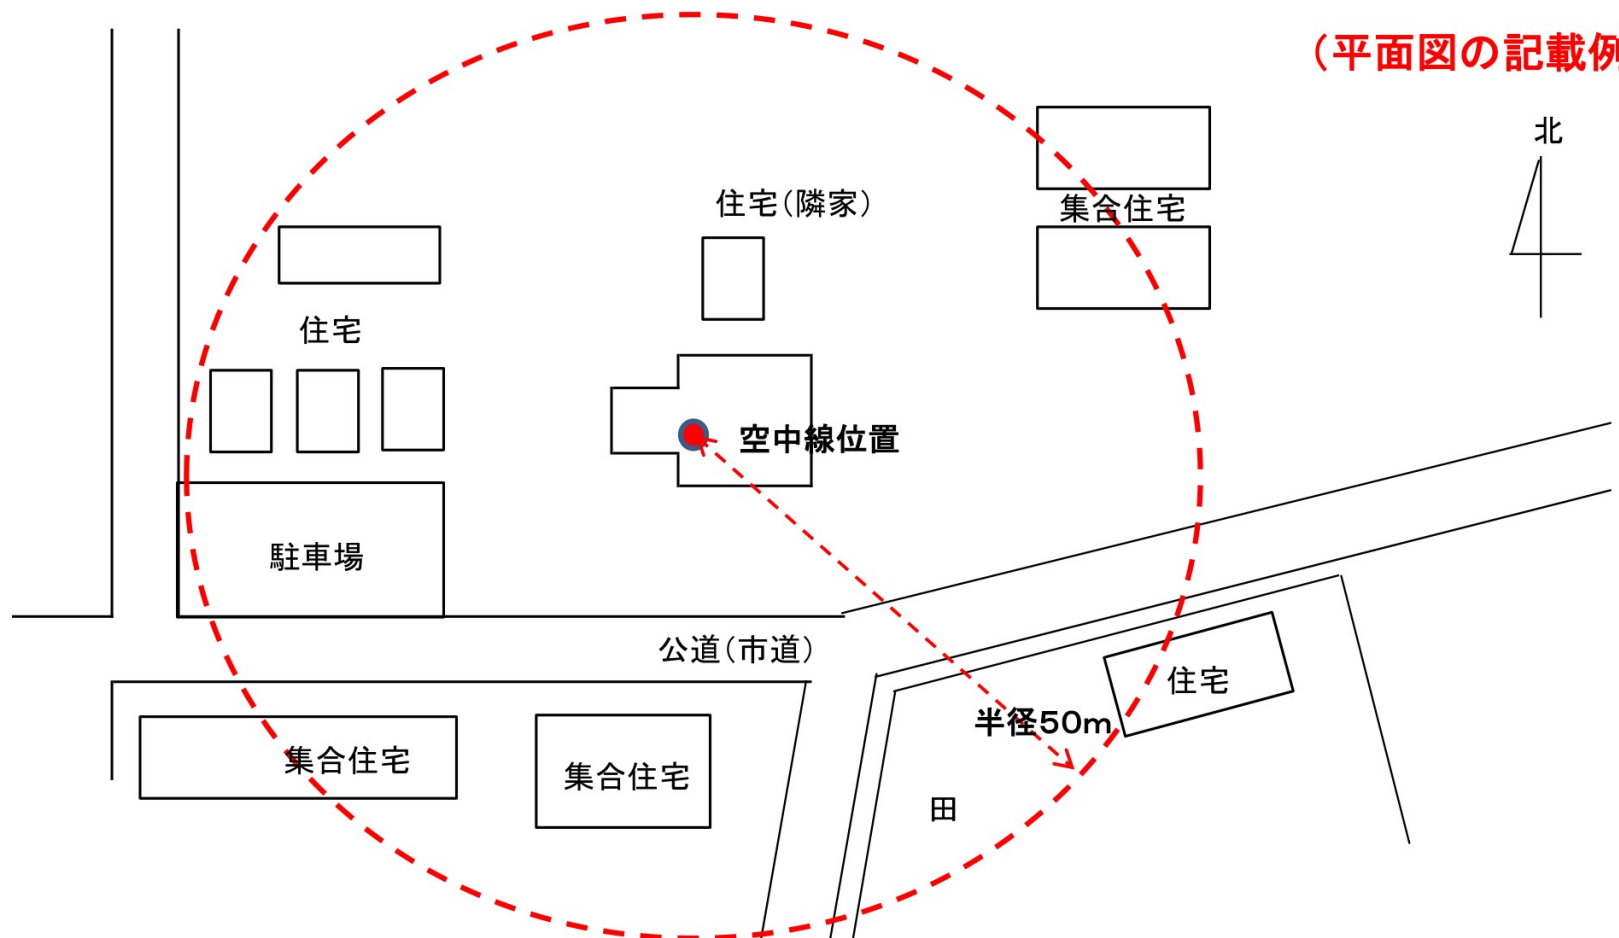 （平面図の記載例
北
住宅（隣家）
集合住宅
住宅
空中線位置
駐車場
公道（市道）
住宅
半径50m
集合住宅
集合住宅
田